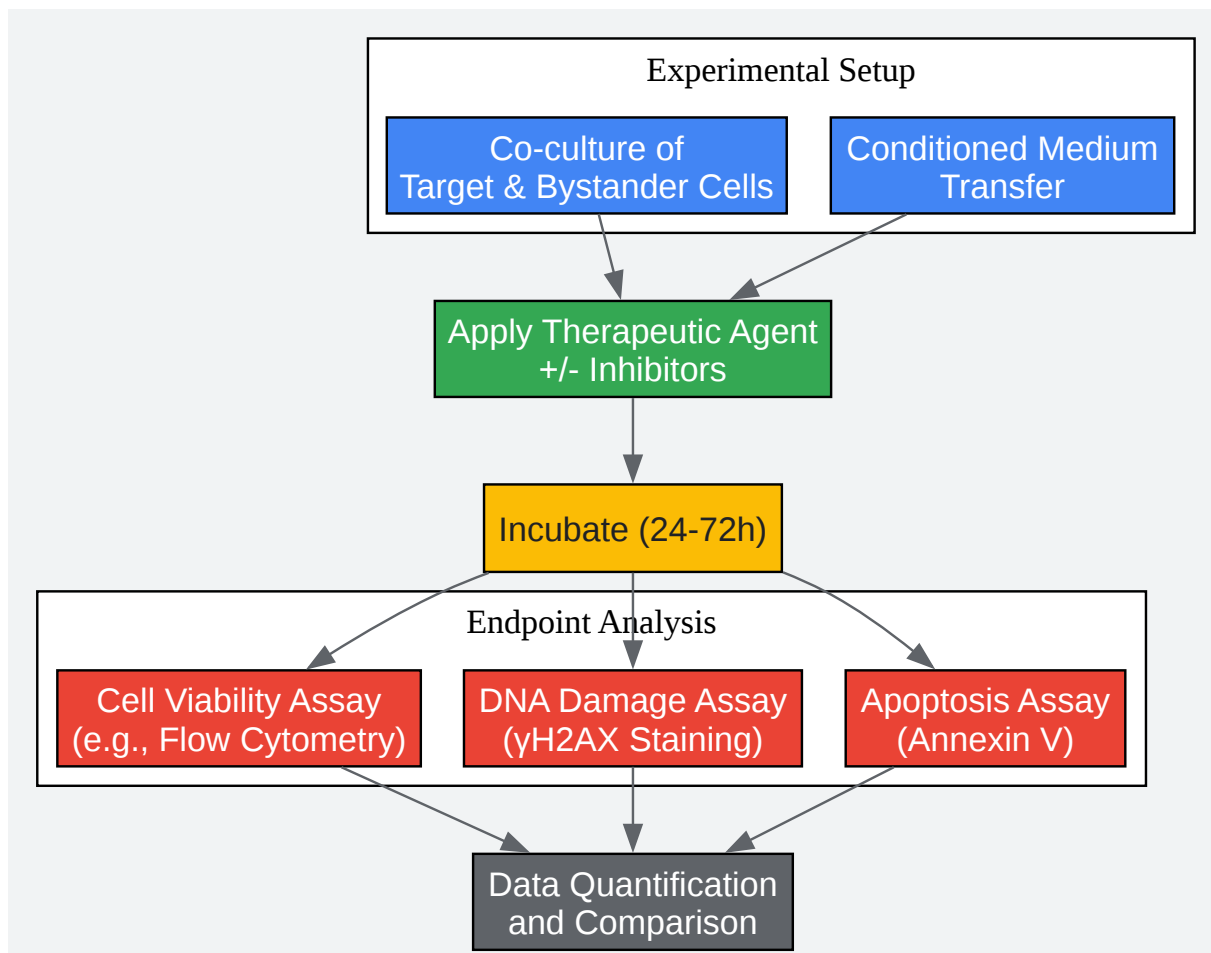 Experimental Setup
Co-culture of
Target & Bystander Cells
Conditioned Medium
Transfer
Apply Therapeutic Agent
+/- Inhibitors
Incubate (24-72h)
Endpoint Analysis
Cell Viability Assay
(e.g., Flow Cytometry)
DNA Damage Assay
(γH2AX Staining)
Apoptosis Assay
(Annexin V)
Data Quantification
and Comparison